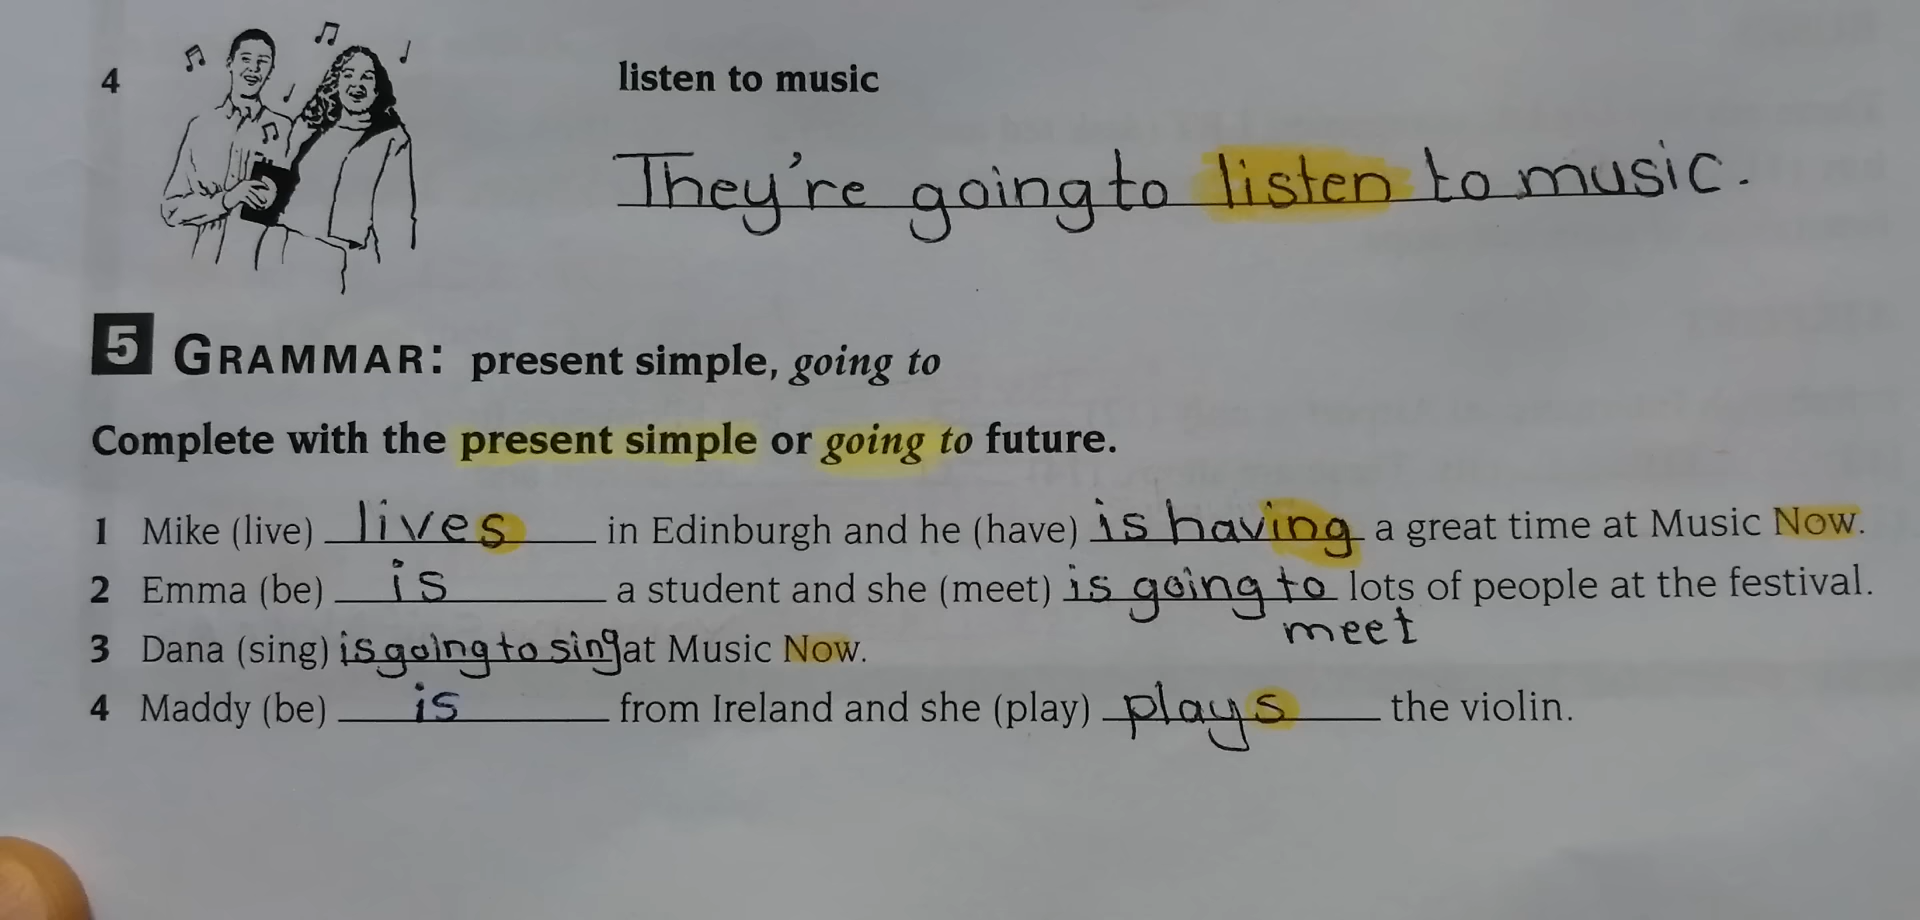 4 listen to music
They're going to listen to music.
5 GRAMMAR: present simple, going to
Complete with the present simple or going to future.
1 Mike (live) lives in Edinburgh and he (have) is having a great time at Music Now.
2 Emma (be) is a student and she (meet) is going to lots of people at the festival.
meet
3 Dana (sing) is going to sing at Music Now.
4 Maddy (be) is from Ireland and she (play) plays the violin.